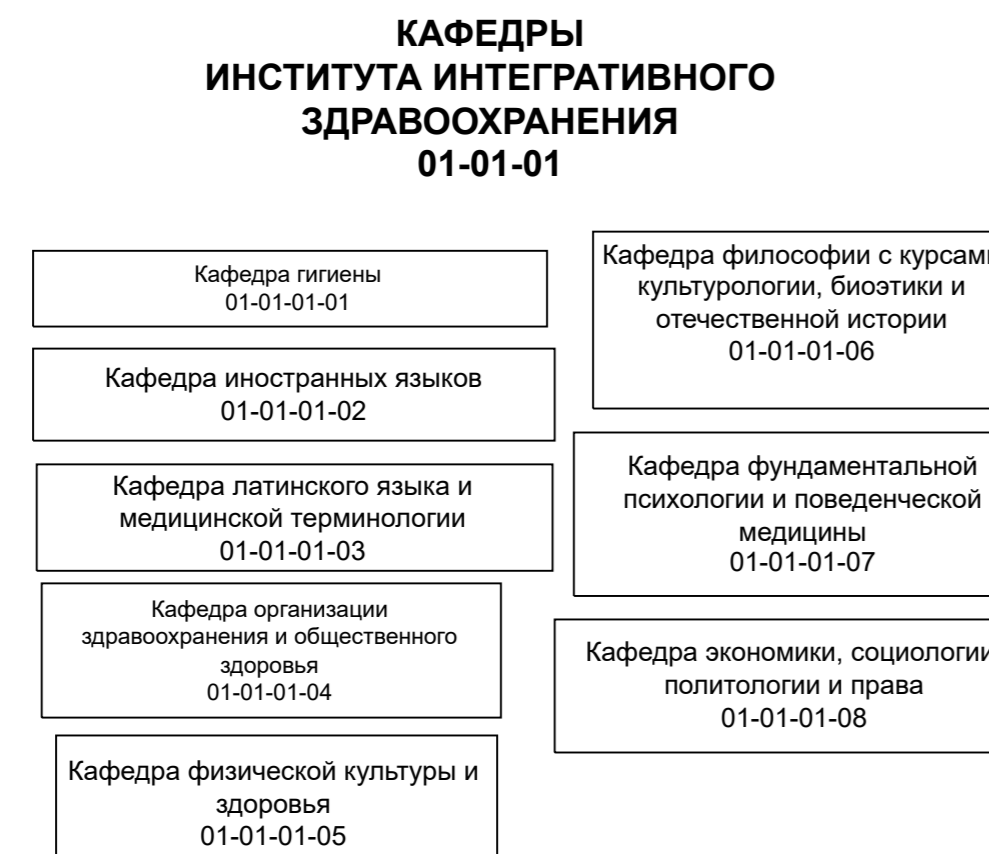 КАФЕДРЫ
ИНСТИТУТА ИНТЕГРАТИВНОГО
ЗДРАВООХРАНЕНИЯ
01-01-01
Кафедра гигиены
01-01-01-01
Кафедра иностранных языков
01-01-01-02
Кафедра латинского языка и
медицинской терминологии
01-01-01-03
Кафедра организации
здравоохранения и общественного
здоровья
01-01-01-04
Кафедра физической культуры и
здоровья
01-01-01-05
Кафедра философии с курсами
культурологии, биоэтики и
отечественной истории
01-01-01-06
Кафедра фундаментальной
психологии и поведенческой
медицины
01-01-01-07
Кафедра экономики, социологии
политологии и права
01-01-01-08